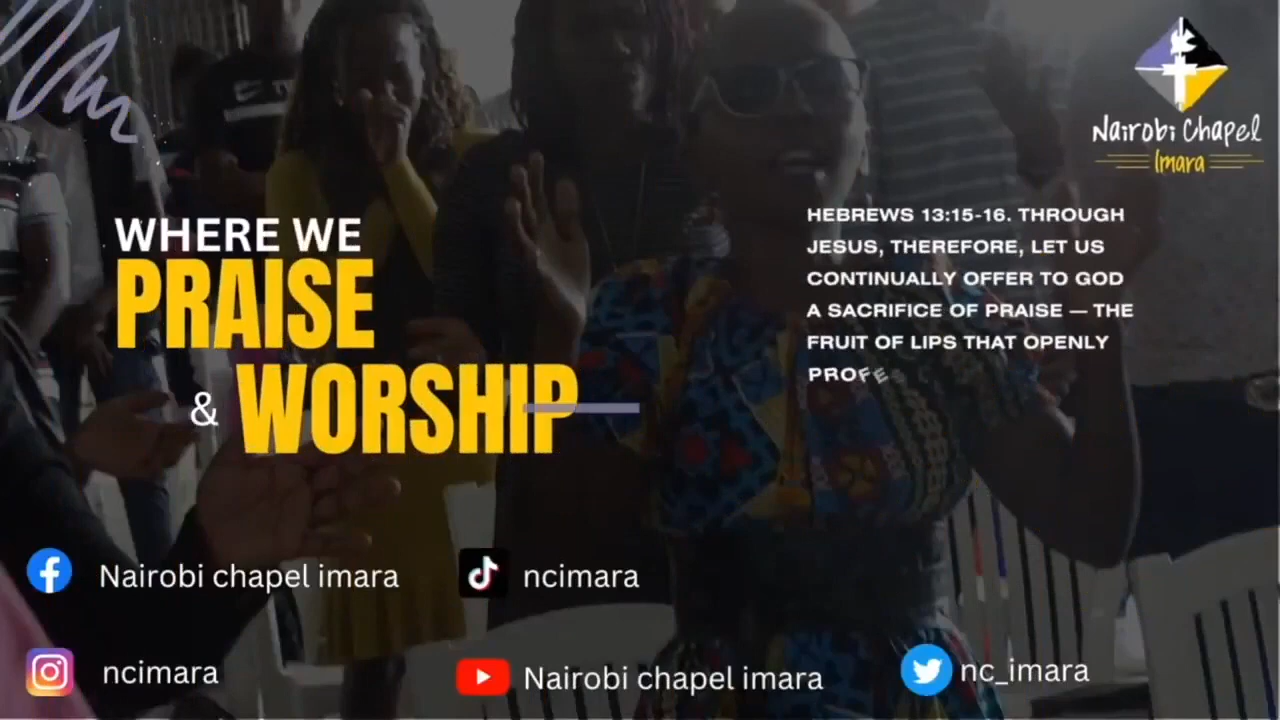 Nairobi Chapel
Imara
WHERE WE
PRAISE
& WORSHIP
HEBREWS 13:15-16. THROUGH
JESUS, THEREFORE, LET US
CONTINUALLY OFFER TO GOD
A SACRIFICE OF PRAISE — THE
FRUIT OF LIPS THAT OPENLY
PROFES
Nairobi chapel imara
ncimara
ncimara
Nairobi chapel imara
nc_imara